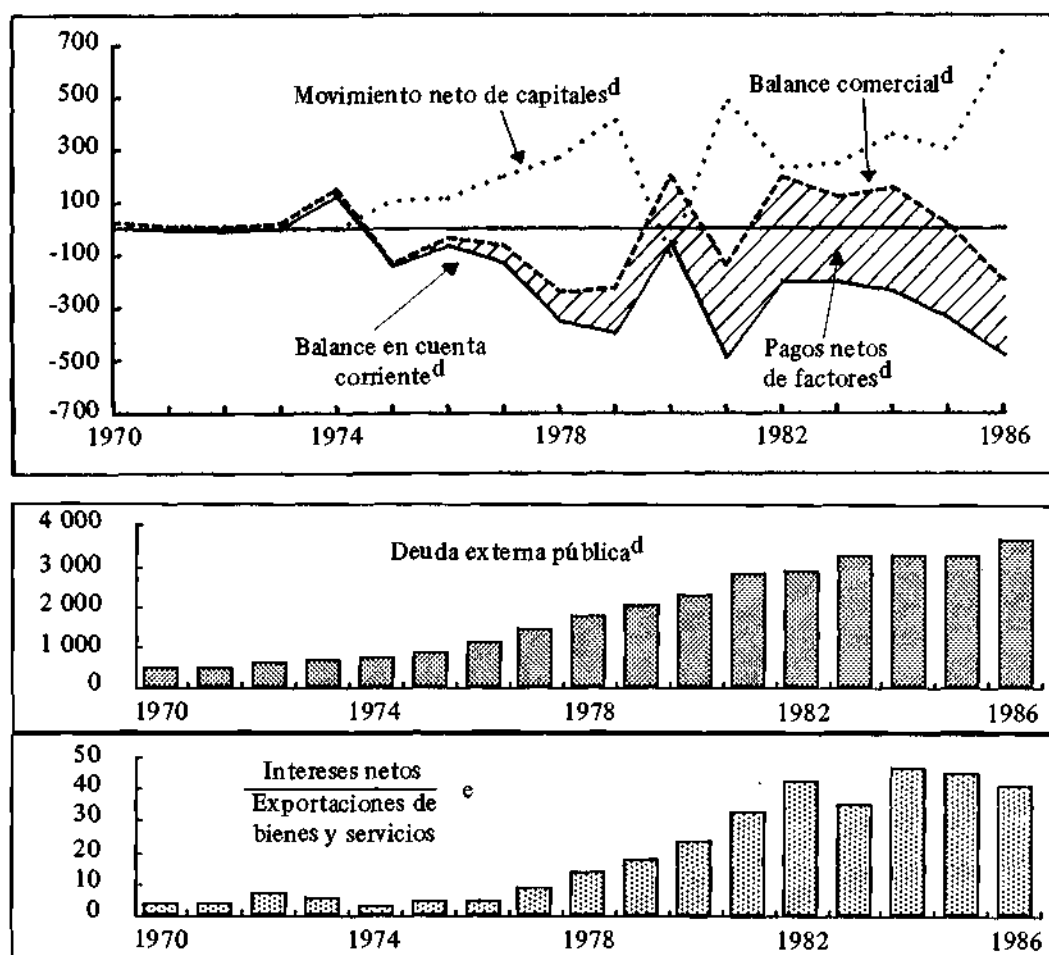 700
500
300
100
-100
-300
-500
-700
Movimiento neto de capitales d
Balance comercial d
Balance en cuenta
corriente d
Pagos netos
de factores d
1970 1974 1978 1982 1986
4 000
3 000
2 000
1 000
0
Deuda externa pública d
1970 1974 1978 1982 1986
50
40
30
20
10
0
Intereses netos
Exportaciones de
bienes y servicios
e
1970 1974 1978 1982 1986